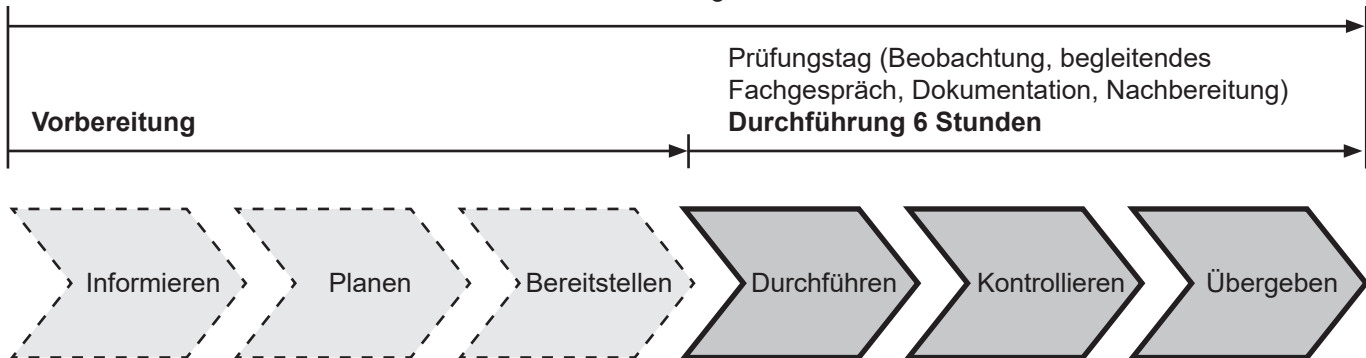 Prüfungstag (Beobachtung, begleitendes
Fachgespräch, Dokumentation, Nachbereitung)
Vorbereitung
Durchführung 6 Stunden
Informieren
Planen
Bereitstellen
Durchführen
Kontrollieren
Übergeben